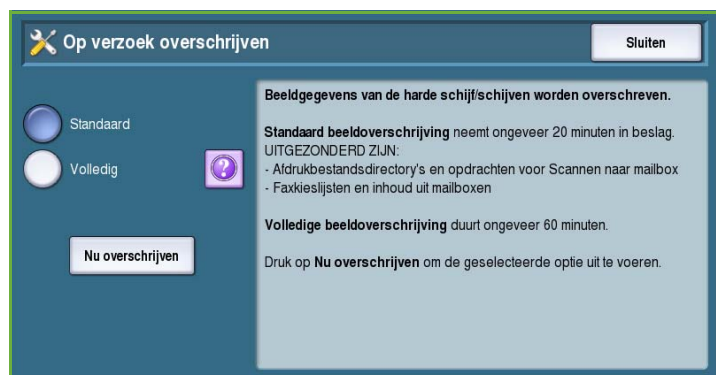 Op verzoek overschrijven
Sluiten
Standaard
Volledig
?
Nu overschrijven
Beeldgegevens van de harde schijf/schijven worden overschreven.
Standaard beeldoverschrijving neemt ongeveer 20 minuten in beslag.
UITGEZONDERD ZIJN:
- Afdrukbestandsdirectory's en opdrachten voor Scannen naar mailbox
- Faxkieslijsten en inhoud uit mailboxen
Volledige beeldoverschrijving duurt ongeveer 60 minuten.
Druk op Nu overschrijven om de geselecteerde optie uit te voeren.